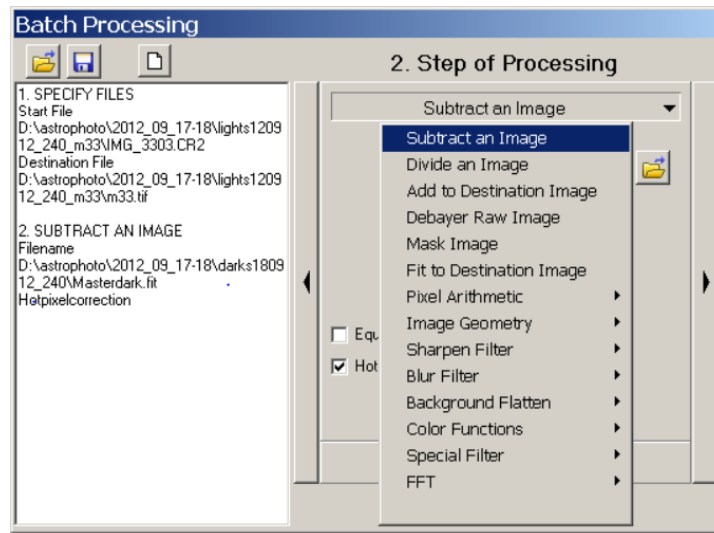 Batch Processing
2. Step of Processing
1. SPECIFY FILES
Start File
D:\astrophoto\2012_09_17-18\lights1209
12_240_m33\IMG_3303.CR2
Destination File
D:\astrophoto\2012_09_17-18\lights1209
12_240_m33\m33.tif
2. SUBTRACT AN IMAGE
Filename
D:\astrophoto\2012_09_17-18\darks1809
12_240\Masterdark.fit
Hotpixelcorrection
Subtract an Image
Subtract an Image
Divide an Image
Add to Destination Image
Debayer Raw Image
Mask Image
Fit to Destination Image
Pixel Arithmetic
Image Geometry
Sharpen Filter
Blur Filter
Background Flatten
Color Functions
Special Filter
FFT
Equ
Hot